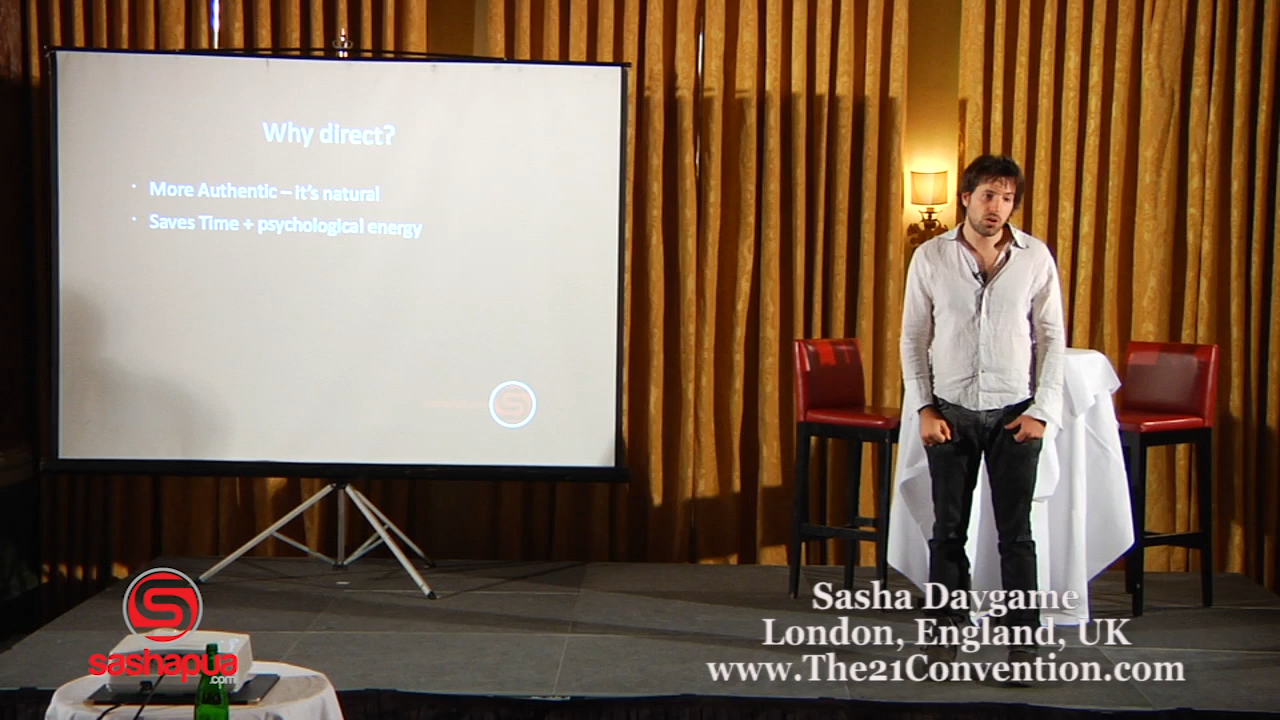 Why direct?
• More Authentic – it's natural
• Saves Time + psychological energy
S
sashapua
.com
Sasha Daygame
London, England, UK
www.The21Convention.com